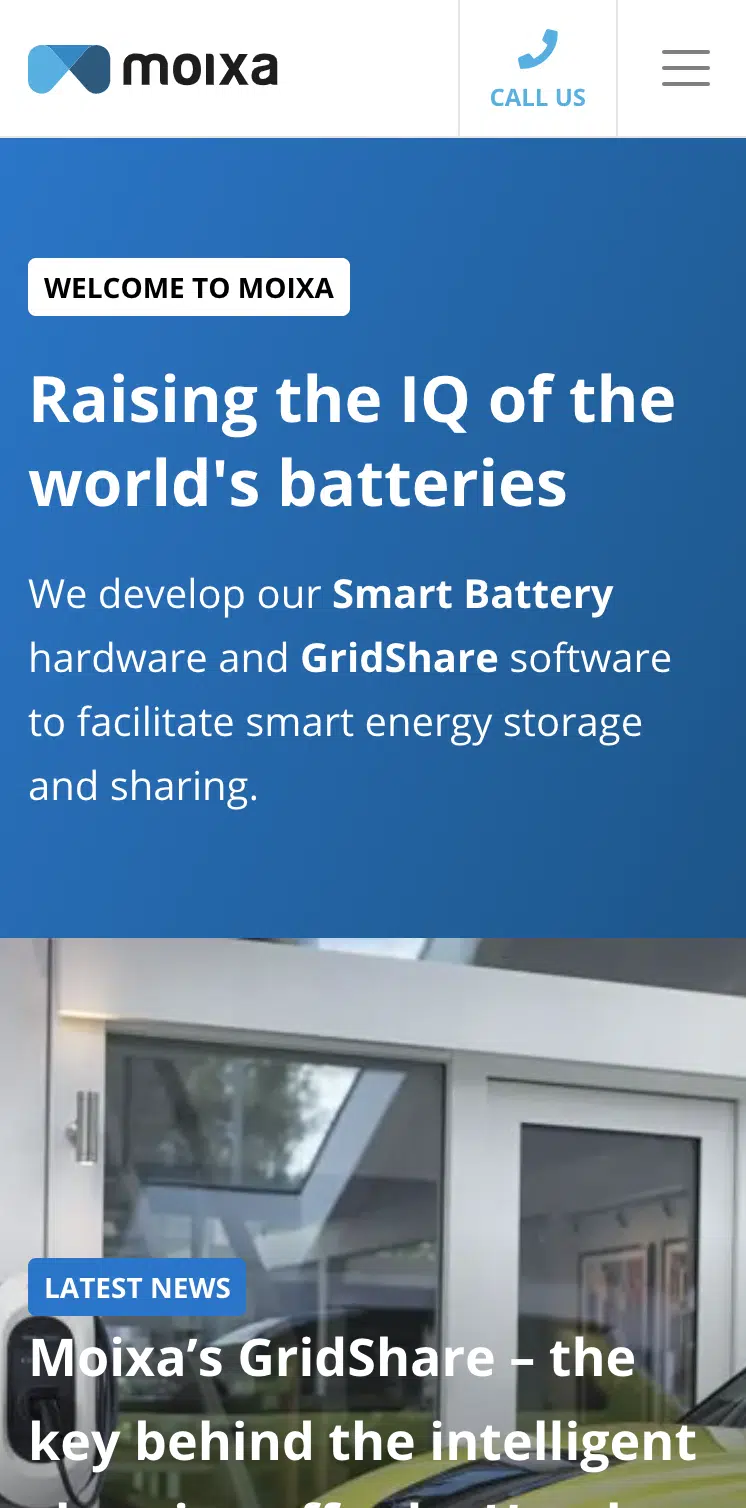 moixa
CALL US
WELCOME TO MOIXA
Raising the IQ of the
world's batteries
We develop our Smart Battery
hardware and GridShare software
to facilitate smart energy storage
and sharing.
LATEST NEWS
Moixa’s GridShare – the
key behind the intelligent